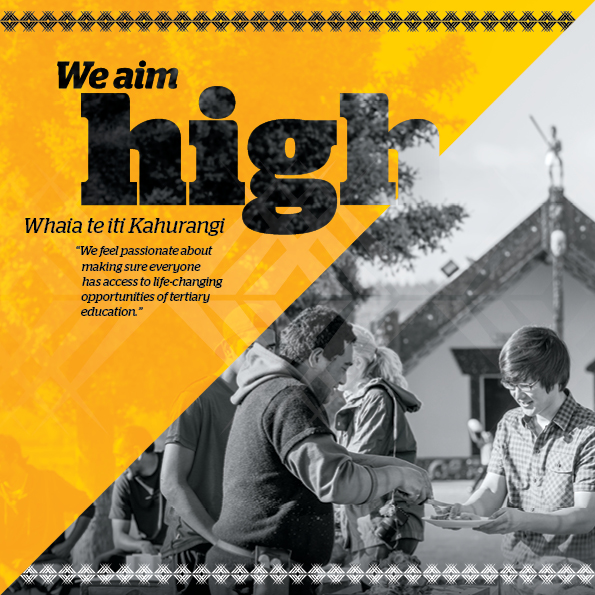 We aim
high
Whaia te iti Kahurangi
“We feel passionate about
making sure everyone
has access to life-changing
opportunities of tertiary
education.”